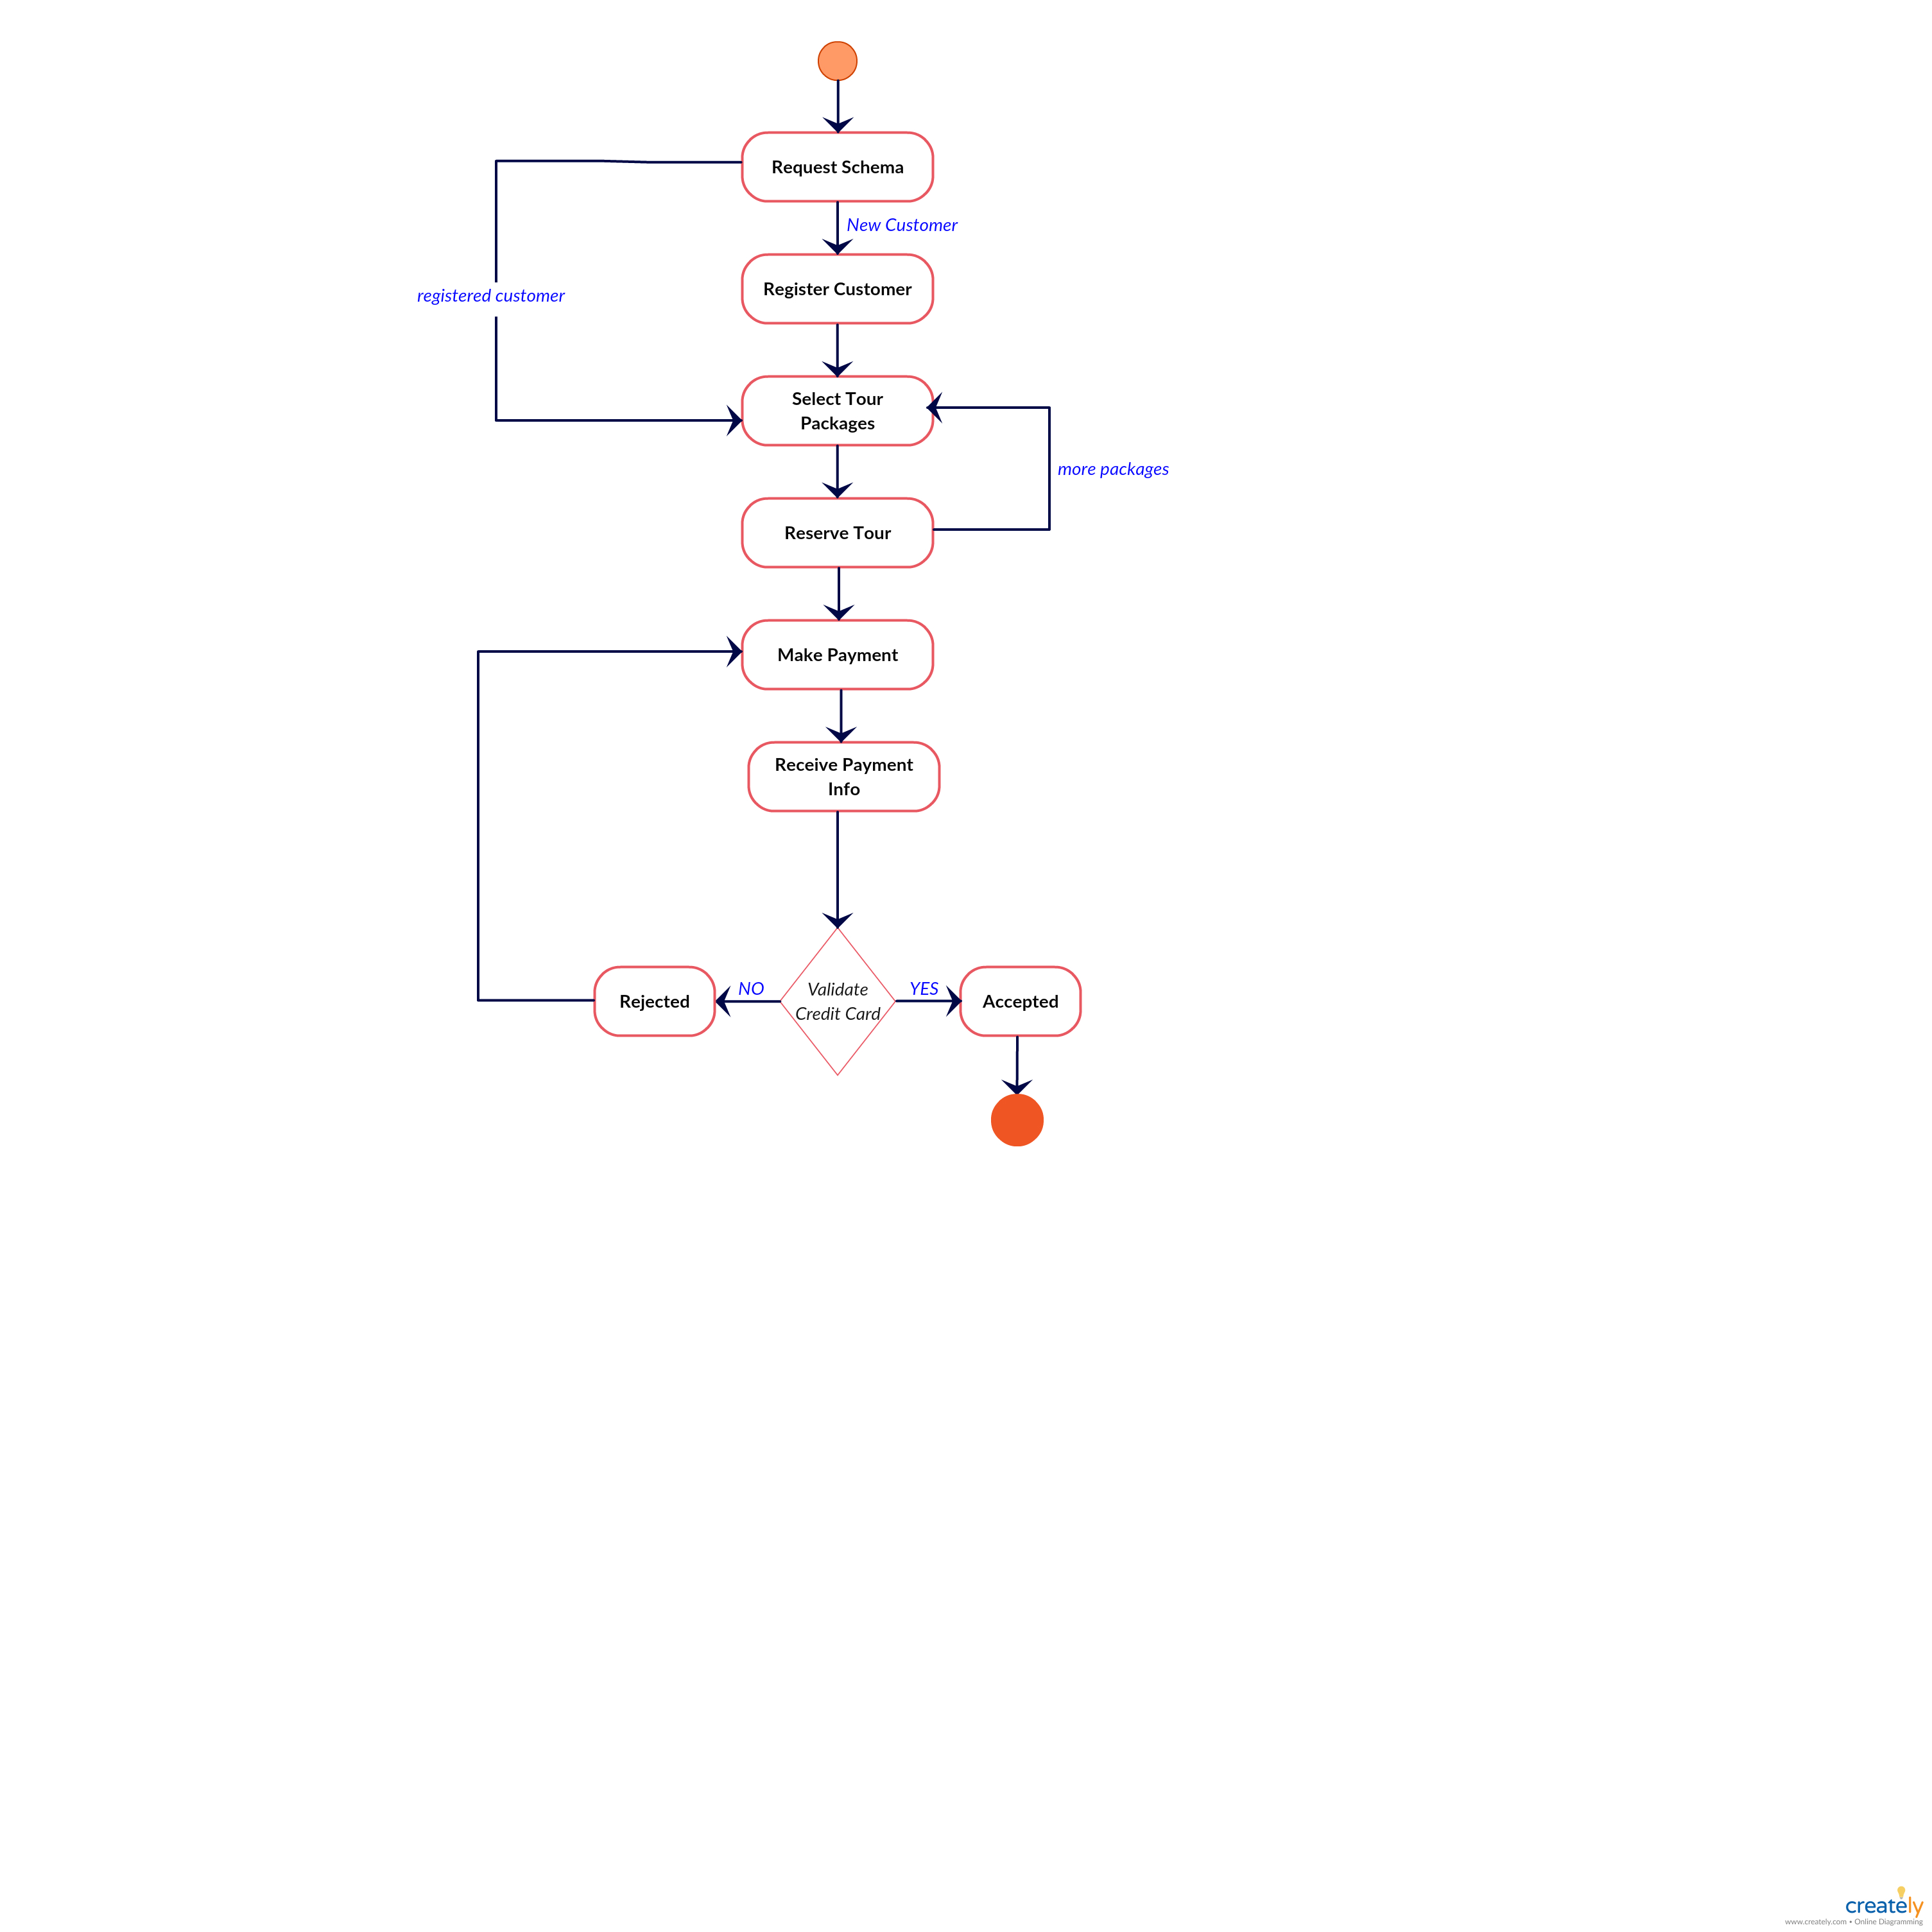 Request Schema
New Customer
Register Customer
registered customer
Select Tour
Packages
more packages
Reserve Tour
Make Payment
Receive Payment
Info
Rejected
NO
Validate
Credit Card
YES
Accepted
creately
www.creately.com • Online Diagramming